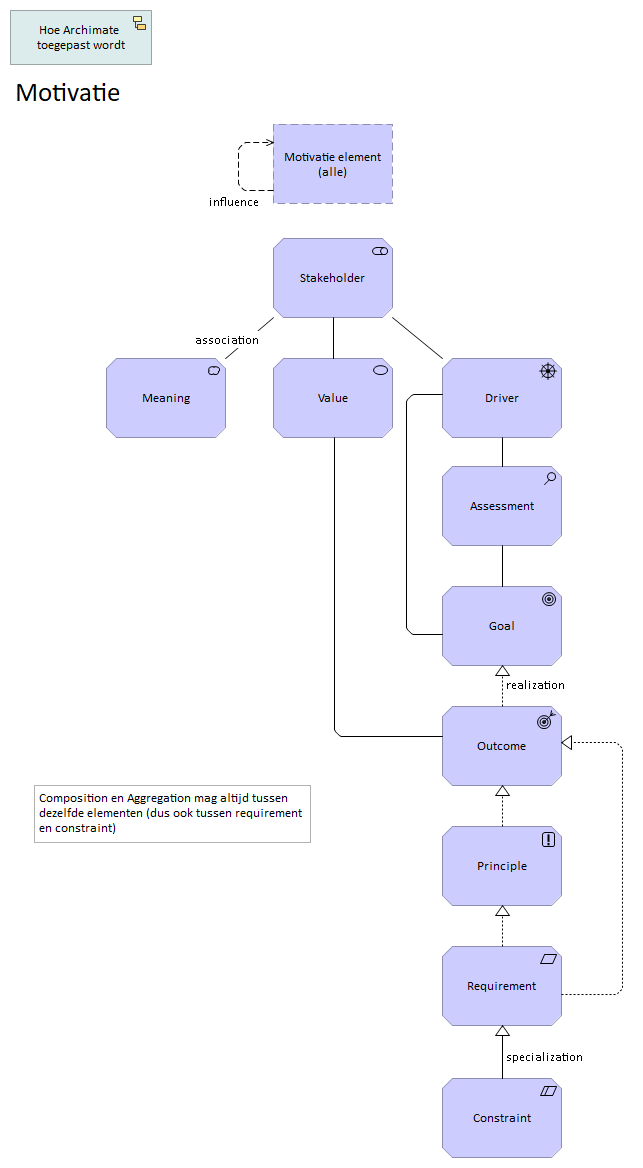 Hoe Archimate
toegepast wordt
Motivatie
Motivatie element
(alle)
influence
Stakeholder
association
Meaning
Value
Driver
Assessment
Goal
realization
Outcome
Composition en Aggregation mag altijd tussen
dezelfde elementen (dus ook tussen requirement
en constraint)
Principle
Requirement
specialization
Constraint